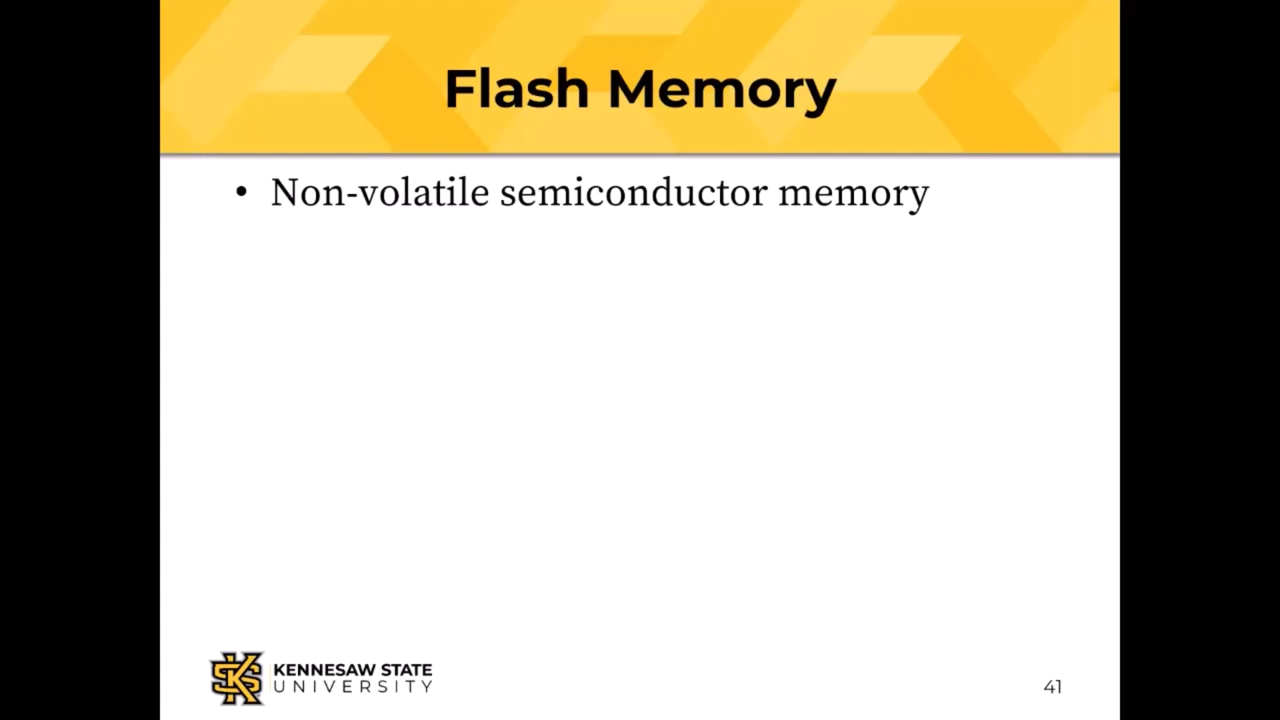 Flash Memory
• Non-volatile semiconductor memory
KENNESAW STATE
UNIVERSITY
41